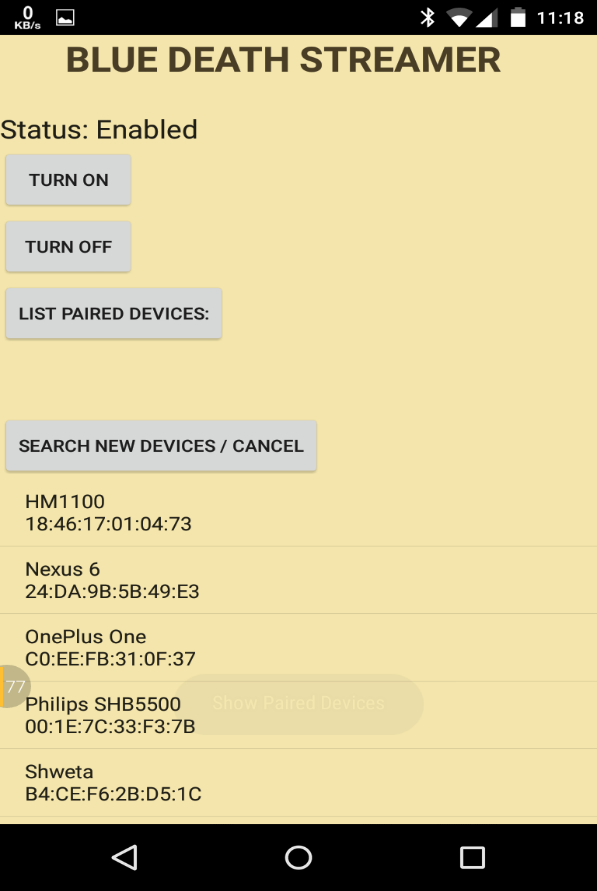 0
KB/s
11:18
BLUE DEATH STREAMER
Status: Enabled
TURN ON
TURN OFF
LIST PAIRED DEVICES:
SEARCH NEW DEVICES / CANCEL
HM1100
18:46:17:01:04:73
Nexus 6
24:DA:9B:5B:49:E3
OnePlus One
C0:EE:FB:31:0F:37
77
Philips SHB5500
Show Paired Devices
00:1E:7C:33:F3:7B
Shweta
B4:CE:F6:2B:D5:1C